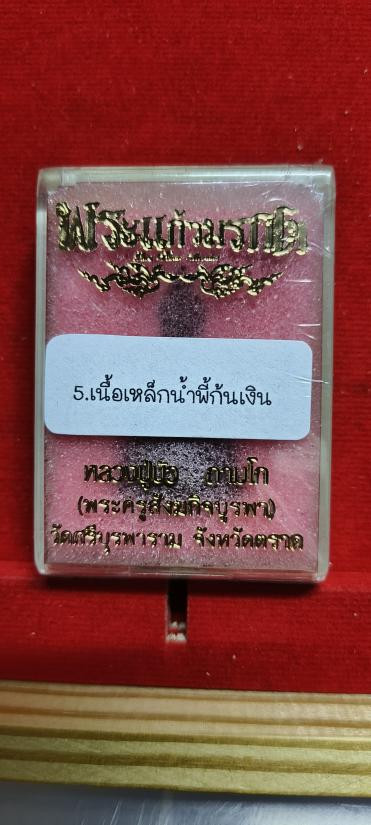 พระแก้วมรกต
5.เนื้อเหล็กน้ำพี้ก้นเงิน
หลวงปู่บัว ถามโก
(พระครูสังฆกิจบูรพา)
วัดศรีบุรพาราม จังหวัดตราด